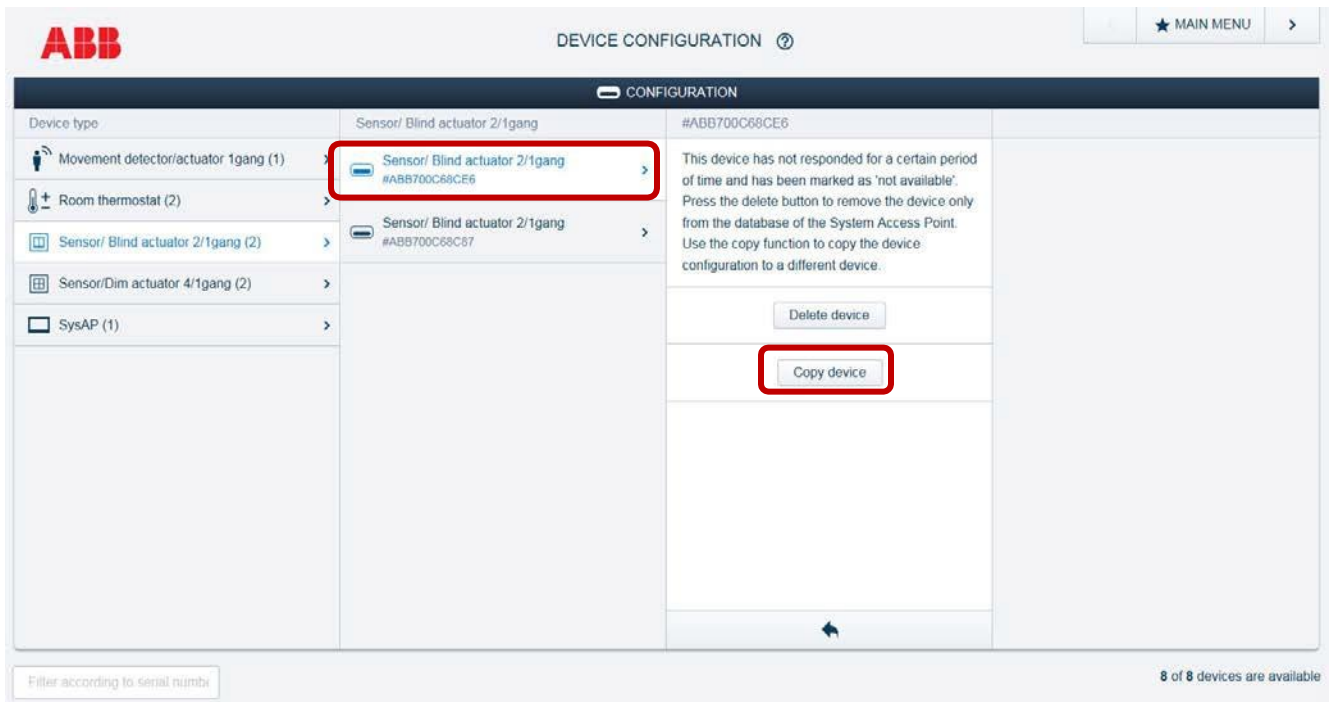 ABB
DEVICE CONFIGURATION ?
MAIN MENU
CONFIGURATION
Device type
Movement detector/actuator 1gang (1)
Room thermostat (2)
Sensor/ Blind actuator 2/1gang (2)
Sensor/Dim actuator 4/1gang (2)
SysAP (1)
Sensor/ Blind actuator 2/1gang
Sensor/ Blind actuator 2/1gang
#ABB700C68CE6
Sensor/ Blind actuator 2/1gang
#ABB700C68C87
#ABB700C68CE6
This device has not responded for a certain period
of time and has been marked as 'not available'.
Press the delete button to remove the device only
from the database of the System Access Point.
Use the copy function to copy the device
configuration to a different device.
Delete device
Copy device
Filter according to serial numbe
8 of 8 devices are available